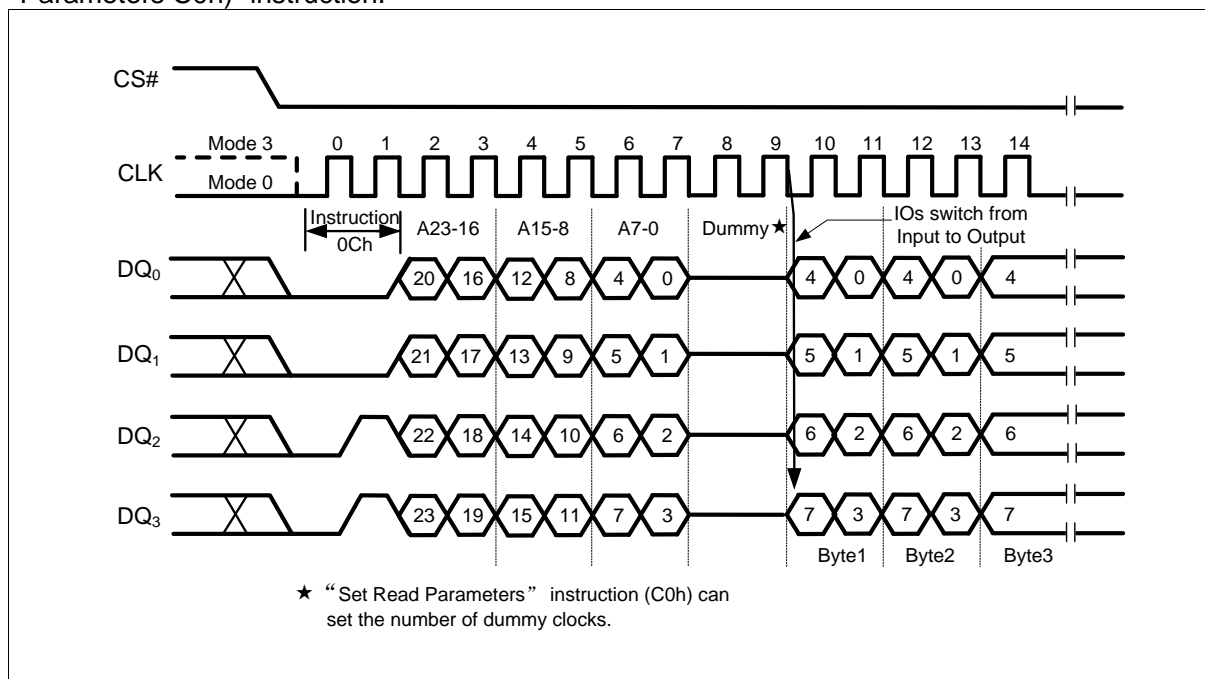 Parameters C0h) instruction.
CS#
Mode 3 0 1 2 3 4 5 6 7 8 9 10 11 12 13 14
CLK
Mode 0
Instruction A23-16 A15-8 A7-0 Dummy★ IOs switch from
0Ch Input to Output
DQ0 20 16 12 8 4 0 4 0 4 0 4
DQ1 21 17 13 9 5 1 5 1 5 1 5
DQ2 22 18 14 10 6 2 6 2 6 2 6
DQ3 23 19 15 11 7 3 7 3 7 3 7
Byte1 Byte2 Byte3
★ “Set Read Parameters” instruction (C0h) can
set the number of dummy clocks.